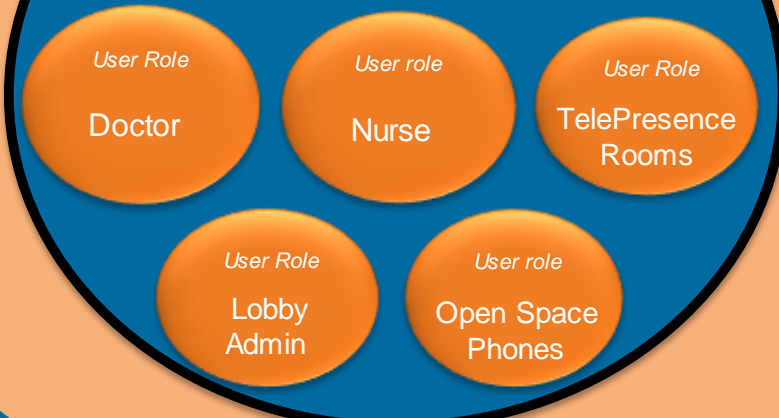 User Role
Doctor
User role
Nurse
User Role
TelePresence
Rooms
User Role
Lobby
Admin
User role
Open Space
Phones